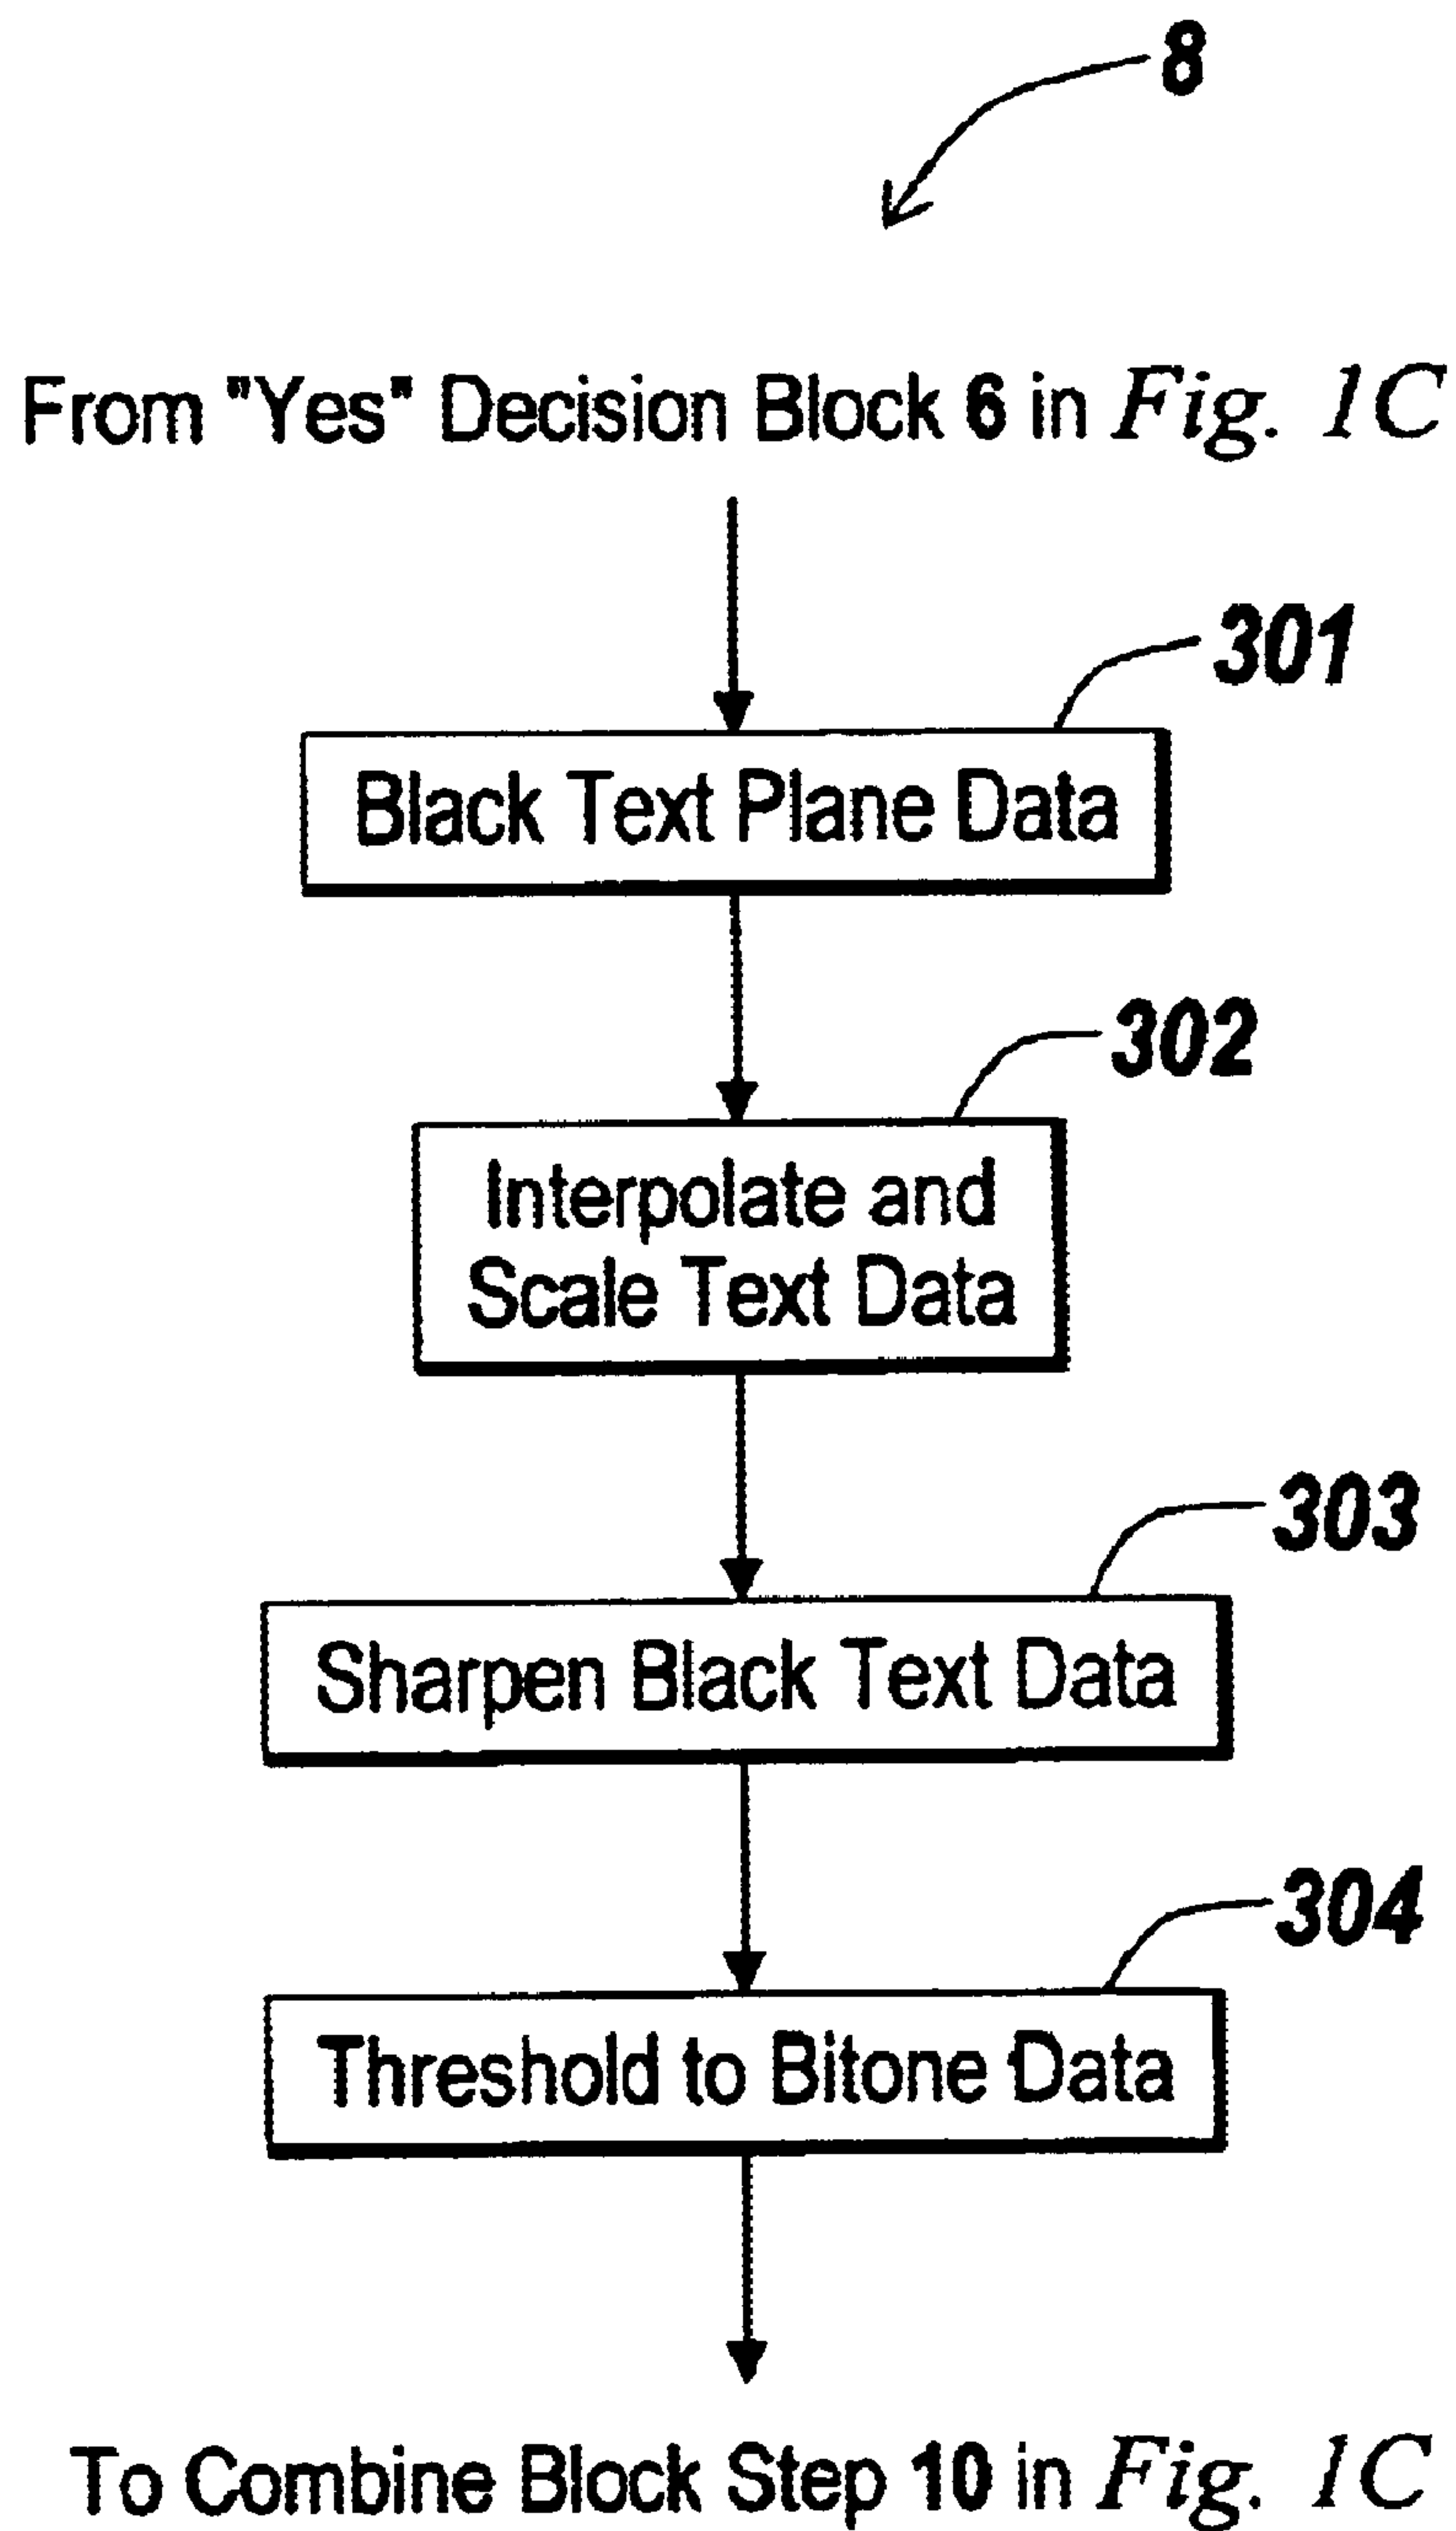 8
From "Yes" Decision Block 6 in Fig. 1C
301
Black Text Plane Data
302
Interpolate and
Scale Text Data
303
Sharpen Black Text Data
304
Threshold to Bitone Data
To Combine Block Step 10 in Fig. 1C